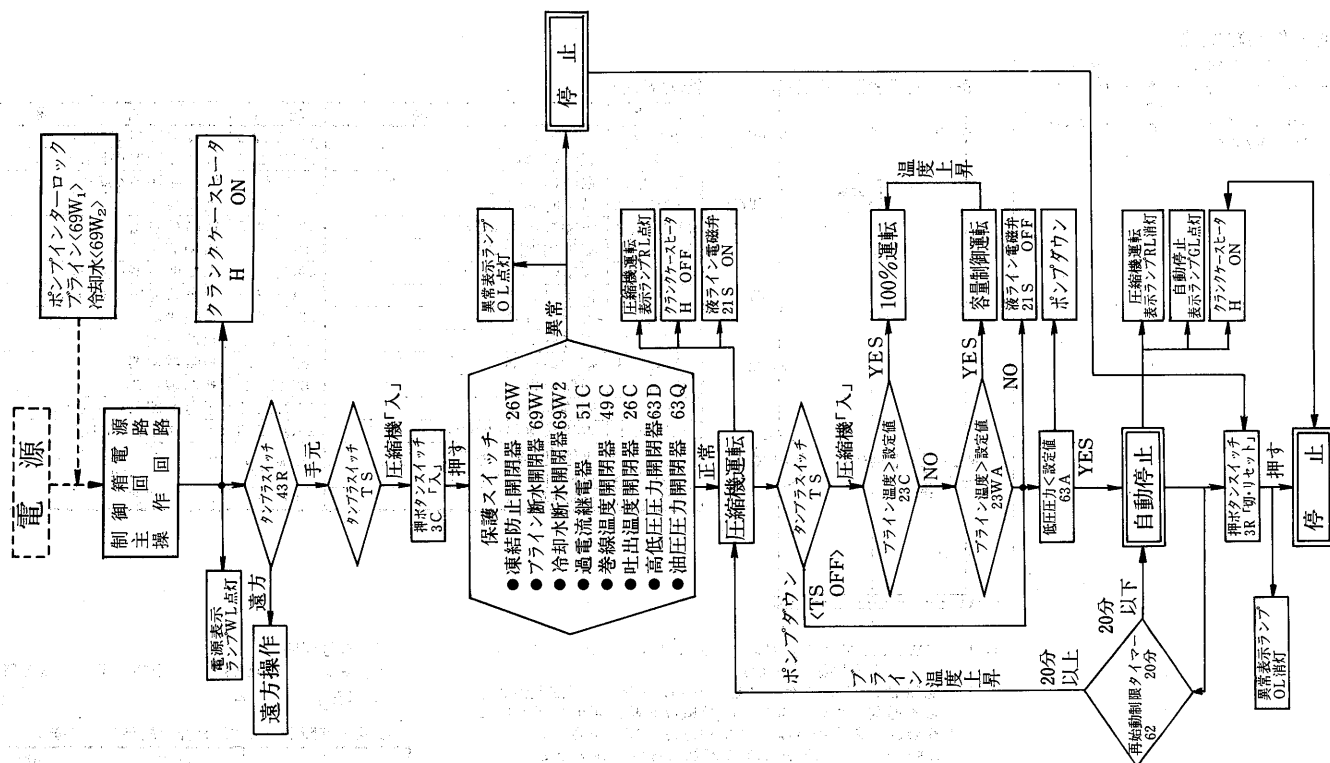 電源
ポンプインターロック
ブライン<69W₁>
冷却水<69W₂>
制御箱電源
主回路
操作回路
クランクケースヒータ
H ON
電源表示
ランプWL点灯
タンブラスイッチ
43R
遠方
遠方操作
手元
タンブラスイッチ
TS
圧縮機「入」
押ボタンスイッチ
3C「入」
押す
保護スイッチ
●凍結防止開閉器 26W
●ブライン断水開閉器 69W1
●冷却水断水開閉器69W2
●過電流継電器 51C
●巻線温度開閉器 49C
●吐出温度開閉器 26C
●高低圧圧力開閉器63D
●油圧圧力開閉器 63Q
異常
異常表示ランプ
OL点灯
停止
正常
圧縮機運転
圧縮機運転
表示ランプRL点灯
クランクケースヒータ
H OFF
液ライン電磁弁
21S ON
タンブラスイッチ
TS
ポンプダウン
<TS
OFF>
圧縮機「入」
ブライン温度>設定値
23C
YES
100%運転
NO
ブライン温度>設定値
23WA
YES
容量制御運転
温度
上昇
NO
液ライン電磁弁
21S OFF
低圧圧力<設定値
63A
ポンプダウン
YES
自動停止
圧縮機運転
表示ランプRL消灯
自動停止
表示ランプGL点灯
クランクケースヒータ
H ON
再始動制限タイマー
20分
62
20分
以下
20分
以上
ブライン
温度
上昇
押ボタンスイッチ
3R「切・リセット」
押す
異常表示ランプ
OL消灯
停止